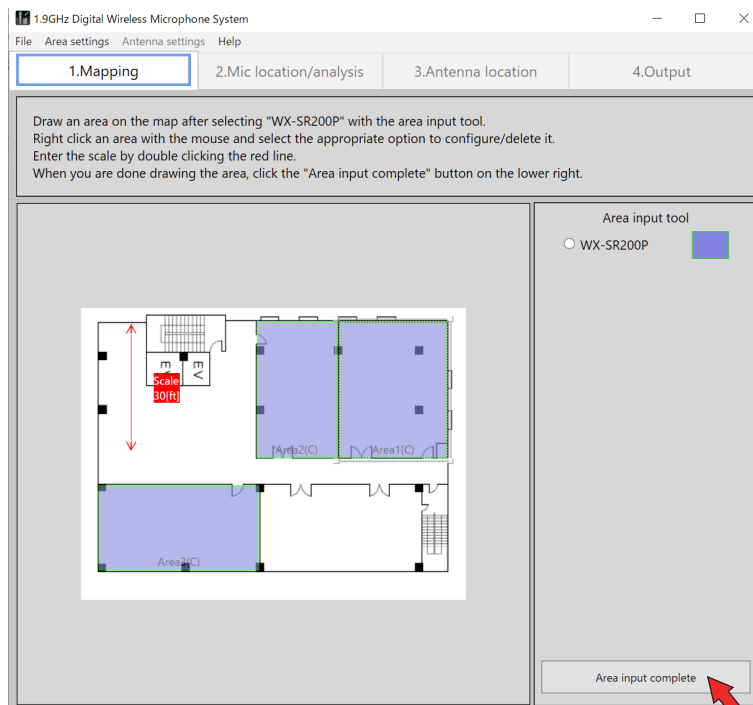 1.9GHz Digital Wireless Microphone System
File Area settings Antenna settings Help
1.Mapping 2.Mic location/analysis 3.Antenna location 4.Output
Draw an area on the map after selecting "WX-SR200P" with the area input tool.
Right click an area with the mouse and select the appropriate option to configure/delete it.
Enter the scale by double clicking the red line.
When you are done drawing the area, click the "Area input complete" button on the lower right.
Area input tool
WX-SR200P
EV EV
Scale
30[ft]
Area2(C) Area1(C)
Area3(C)
Area input complete